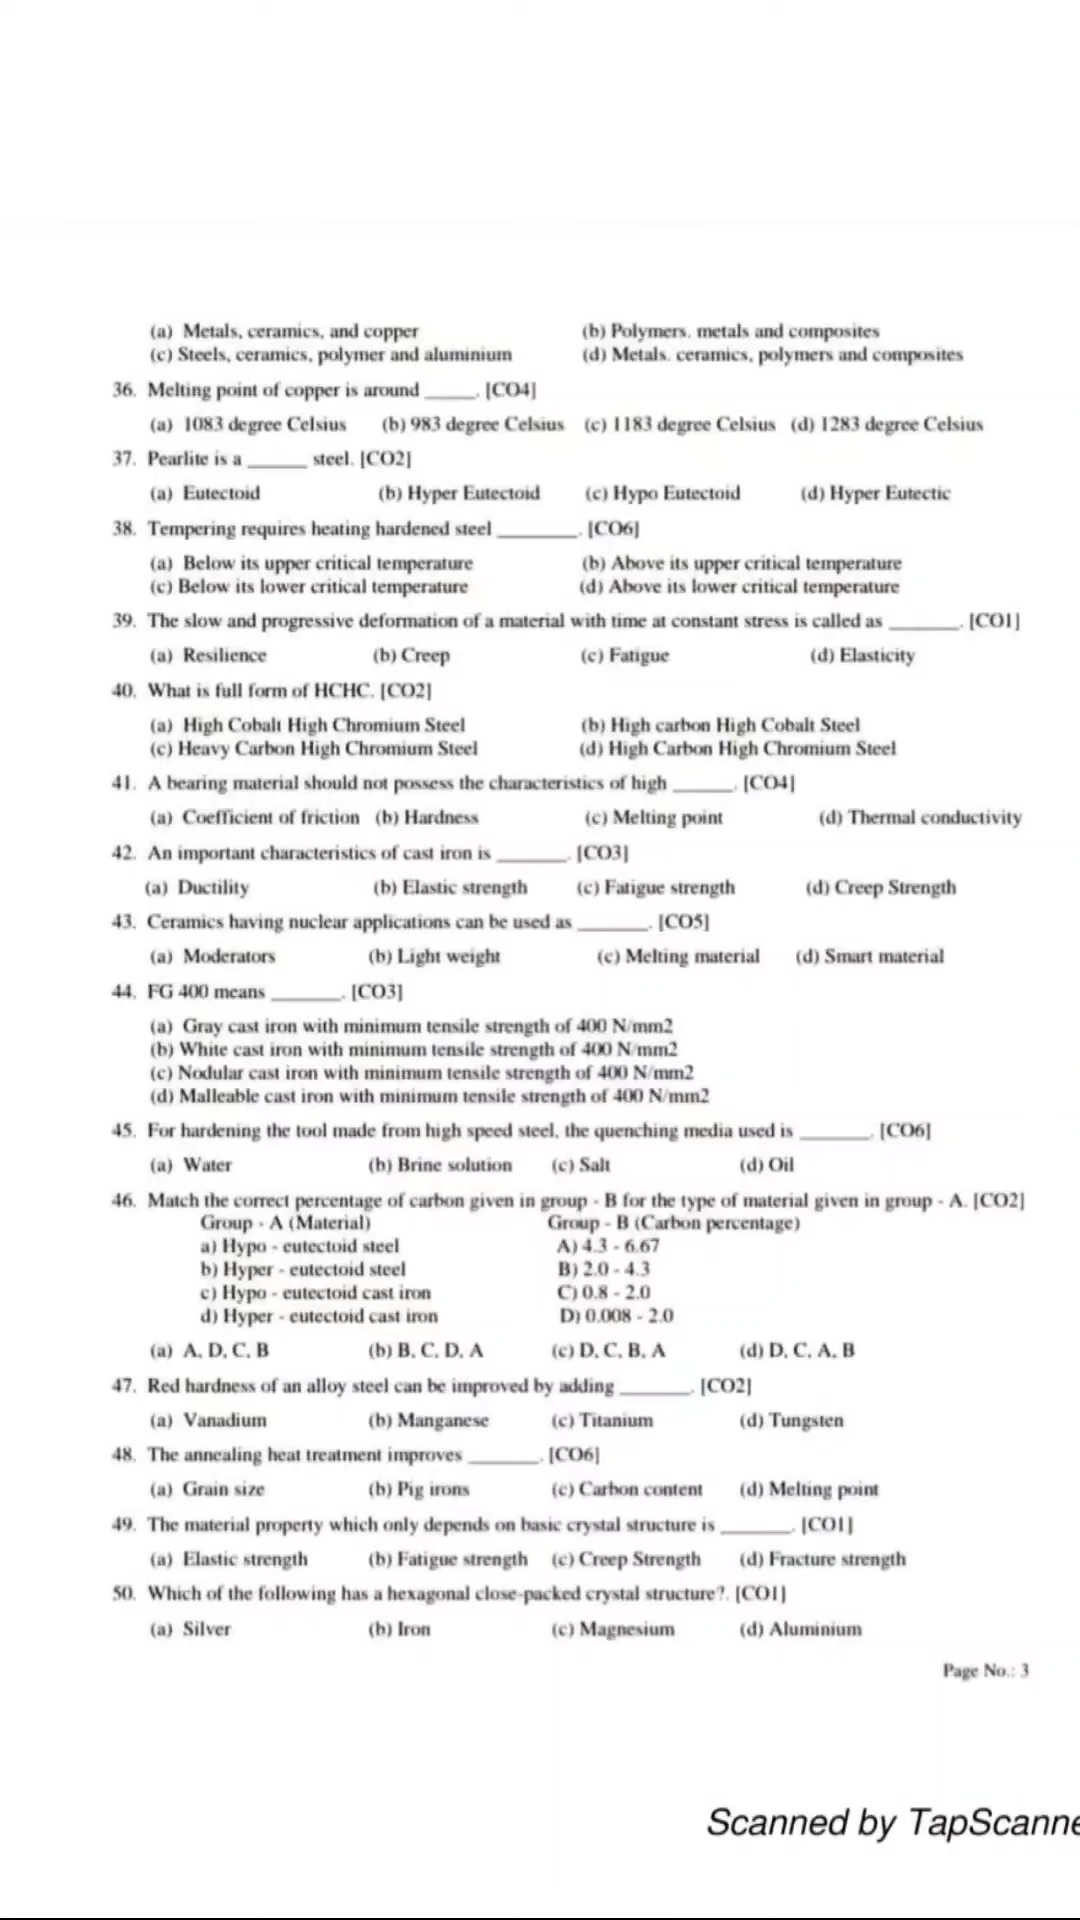 (a) Metals, ceramics, and copper (b) Polymers. metals and composites
(c) Steels, ceramics, polymer and aluminium (d) Metals. ceramics, polymers and composites
36. Melting point of copper is around ______. [CO4]
(a) 1083 degree Celsius (b) 983 degree Celsius (c) 1183 degree Celsius (d) 1283 degree Celsius
37. Pearlite is a ______ steel. [CO2]
(a) Eutectoid (b) Hyper Eutectoid (c) Hypo Eutectoid (d) Hyper Eutectic
38. Tempering requires heating hardened steel ________. [CO6]
(a) Below its upper critical temperature (b) Above its upper critical temperature
(c) Below its lower critical temperature (d) Above its lower critical temperature
39. The slow and progressive deformation of a material with time at constant stress is called as _______. [CO1]
(a) Resilience (b) Creep (c) Fatigue (d) Elasticity
40. What is full form of HCHC. [CO2]
(a) High Cobalt High Chromium Steel (b) High carbon High Cobalt Steel
(c) Heavy Carbon High Chromium Steel (d) High Carbon High Chromium Steel
41. A bearing material should not possess the characteristics of high ______. [CO4]
(a) Coefficient of friction (b) Hardness (c) Melting point (d) Thermal conductivity
42. An important characteristics of cast iron is _______. [CO3]
(a) Ductility (b) Elastic strength (c) Fatigue strength (d) Creep Strength
43. Ceramics having nuclear applications can be used as _______. [CO5]
(a) Moderators (b) Light weight (c) Melting material (d) Smart material
44. FG 400 means _______. [CO3]
(a) Gray cast iron with minimum tensile strength of 400 N/mm2
(b) White cast iron with minimum tensile strength of 400 N/mm2
(c) Nodular cast iron with minimum tensile strength of 400 N/mm2
(d) Malleable cast iron with minimum tensile strength of 400 N/mm2
45. For hardening the tool made from high speed steel, the quenching media used is _______. [CO6]
(a) Water (b) Brine solution (c) Salt (d) Oil
46. Match the correct percentage of carbon given in group - B for the type of material given in group - A. [CO2]
Group - A (Material) Group - B (Carbon percentage)
a) Hypo - eutectoid steel A) 4.3 - 6.67
b) Hyper - eutectoid steel B) 2.0 - 4.3
c) Hypo - eutectoid cast iron C) 0.8 - 2.0
d) Hyper - eutectoid cast iron D) 0.008 - 2.0
(a) A, D, C, B (b) B, C, D, A (c) D, C, B, A (d) D, C, A, B
47. Red hardness of an alloy steel can be improved by adding _______. [CO2]
(a) Vanadium (b) Manganese (c) Titanium (d) Tungsten
48. The annealing heat treatment improves _______. [CO6]
(a) Grain size (b) Pig irons (c) Carbon content (d) Melting point
49. The material property which only depends on basic crystal structure is _______. [CO1]
(a) Elastic strength (b) Fatigue strength (c) Creep Strength (d) Fracture strength
50. Which of the following has a hexagonal close-packed crystal structure?. [CO1]
(a) Silver (b) Iron (c) Magnesium (d) Aluminium
Page No.: 3
Scanned by TapScanne